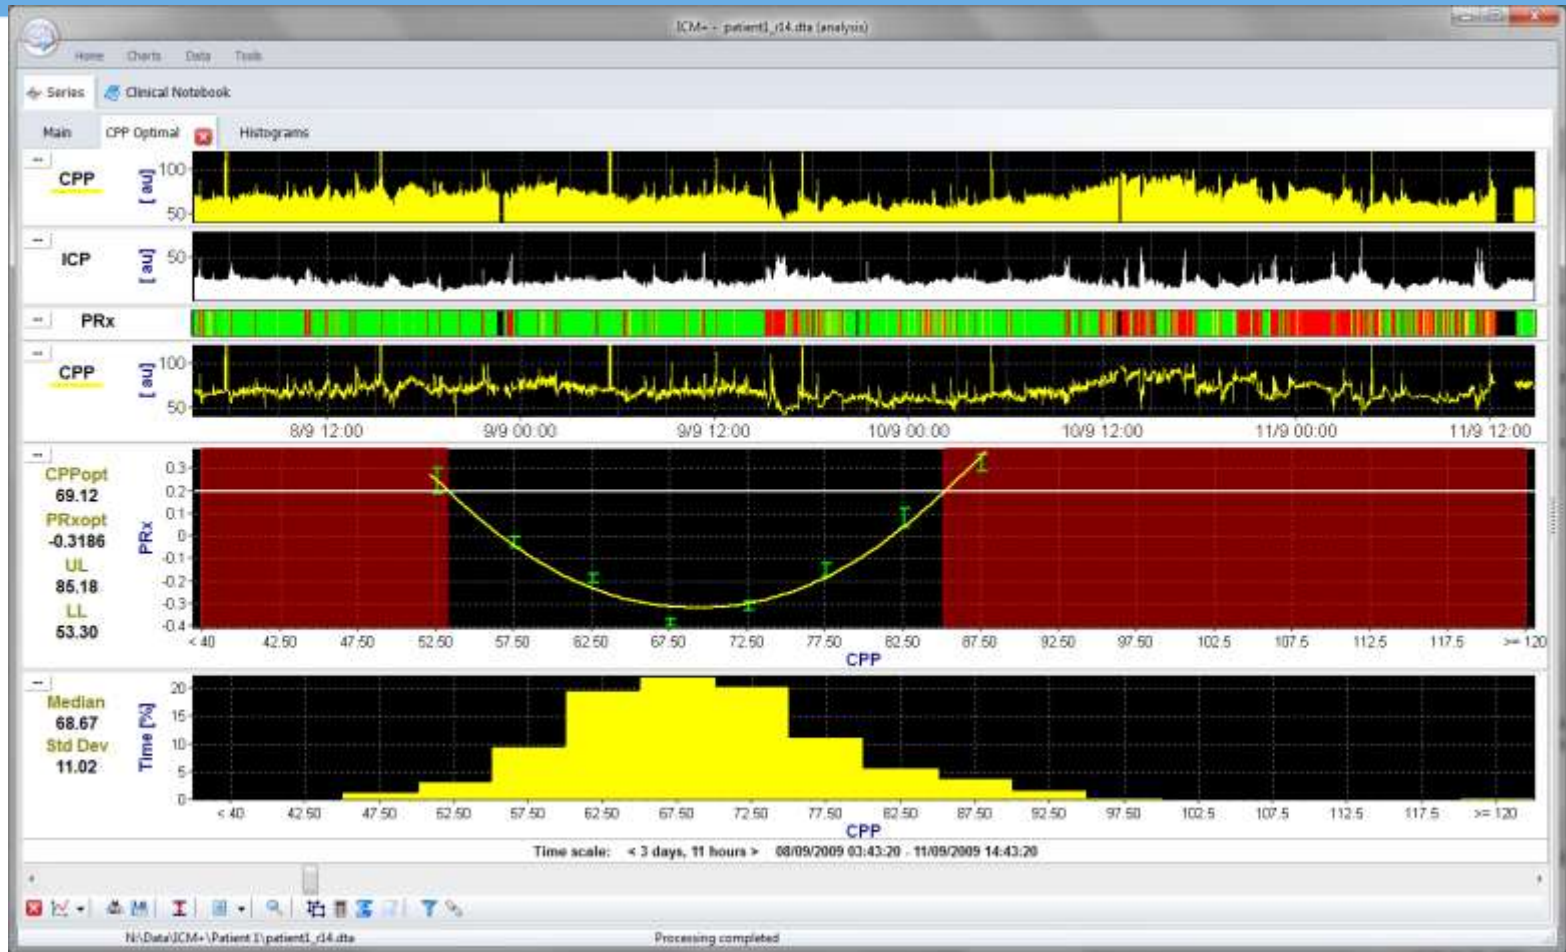 ICM+ - patient1_r14.dta (analysis)
Home Charts Data Tools
Series Clinical Notebook
Main CPP Optimal Histograms
CPP [au] 100 50
ICP [au] 50
PRx
CPP [au] 100 50
8/9 12:00 9/9 00:00 9/9 12:00 10/9 00:00 10/9 12:00 11/9 00:00 11/9 12:00
CPPopt
69.12
PRxopt
-0.3186
UL
85.18
LL
53.30
PRx
0.3
0.2
0.1
0
-0.1
-0.2
-0.3
-0.4
< 40 42.50 47.50 52.50 57.50 62.50 67.50 72.50 77.50 82.50 87.50 92.50 97.50 102.5 107.5 112.5 117.5 >= 120
CPP
Median
68.67
Std Dev
11.02
Time [%]
20
15
10
5
0
< 40 42.50 47.50 52.50 57.50 62.50 67.50 72.50 77.50 82.50 87.50 92.50 97.50 102.5 107.5 112.5 117.5 >= 120
CPP
Time scale: < 3 days, 11 hours > 08/09/2009 03:43:20 - 11/09/2009 14:43:20
N:\Data\ICM+\Patient 1\patient1_r14.dta Processing completed